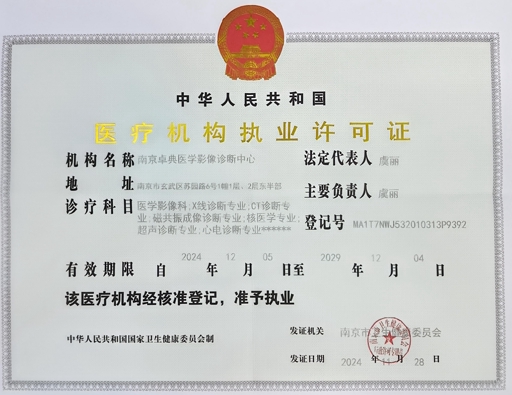 中华人民共和国
医疗机构执业许可证
机构名称 南京卓典医学影像诊断中心
法定代表人 虞丽
地址 南京市玄武区苏园路6号1幢1层、2层东半部
主要负责人 虞丽
诊疗科目 医学影像科;X线诊断专业;CT诊断专
业;磁共振成像诊断专业;核医学专业;
超声诊断专业;心电诊断专业******
登记号 MA1T7NWJ532010313P9392
有效期限 自 2024 年 12 月 05 日至 2029 年 12 月 04 日
该医疗机构经核准登记，准予执业
中华人民共和国国家卫生健康委员会制
发证机关 南京市卫生健康委员会
发证日期 2024 年 月 28 日